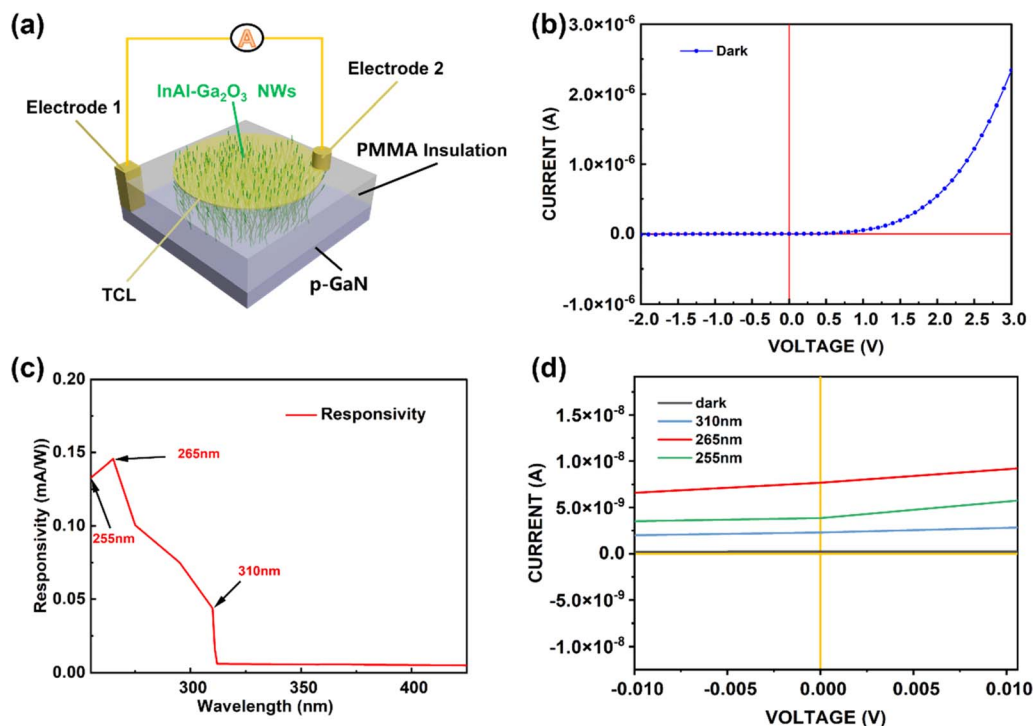 (a)
A
InAl-Ga₂O₃ NWs
Electrode 2
Electrode 1
PMMA Insulation
TCL
p-GaN
(b)
Dark
CURRENT (A)
3.0×10⁻⁶
2.0×10⁻⁶
1.0×10⁻⁶
0.0
-1.0×10⁻⁶
-2.0 -1.5 -1.0 -0.5 0.0 0.5 1.0 1.5 2.0 2.5 3.0
VOLTAGE (V)
(c)
Responsivity
Responsivity (mA/W))
0.20
0.15
0.10
0.05
0.00
265nm
255nm
310nm
300 350 400
Wavelength (nm)
(d)
dark
310nm
265nm
255nm
CURRENT (A)
1.5×10⁻⁸
1.0×10⁻⁸
5.0×10⁻⁹
0.0
-5.0×10⁻⁹
-1.0×10⁻⁸
-0.010 -0.005 0.000 0.005 0.010
VOLTAGE (V)